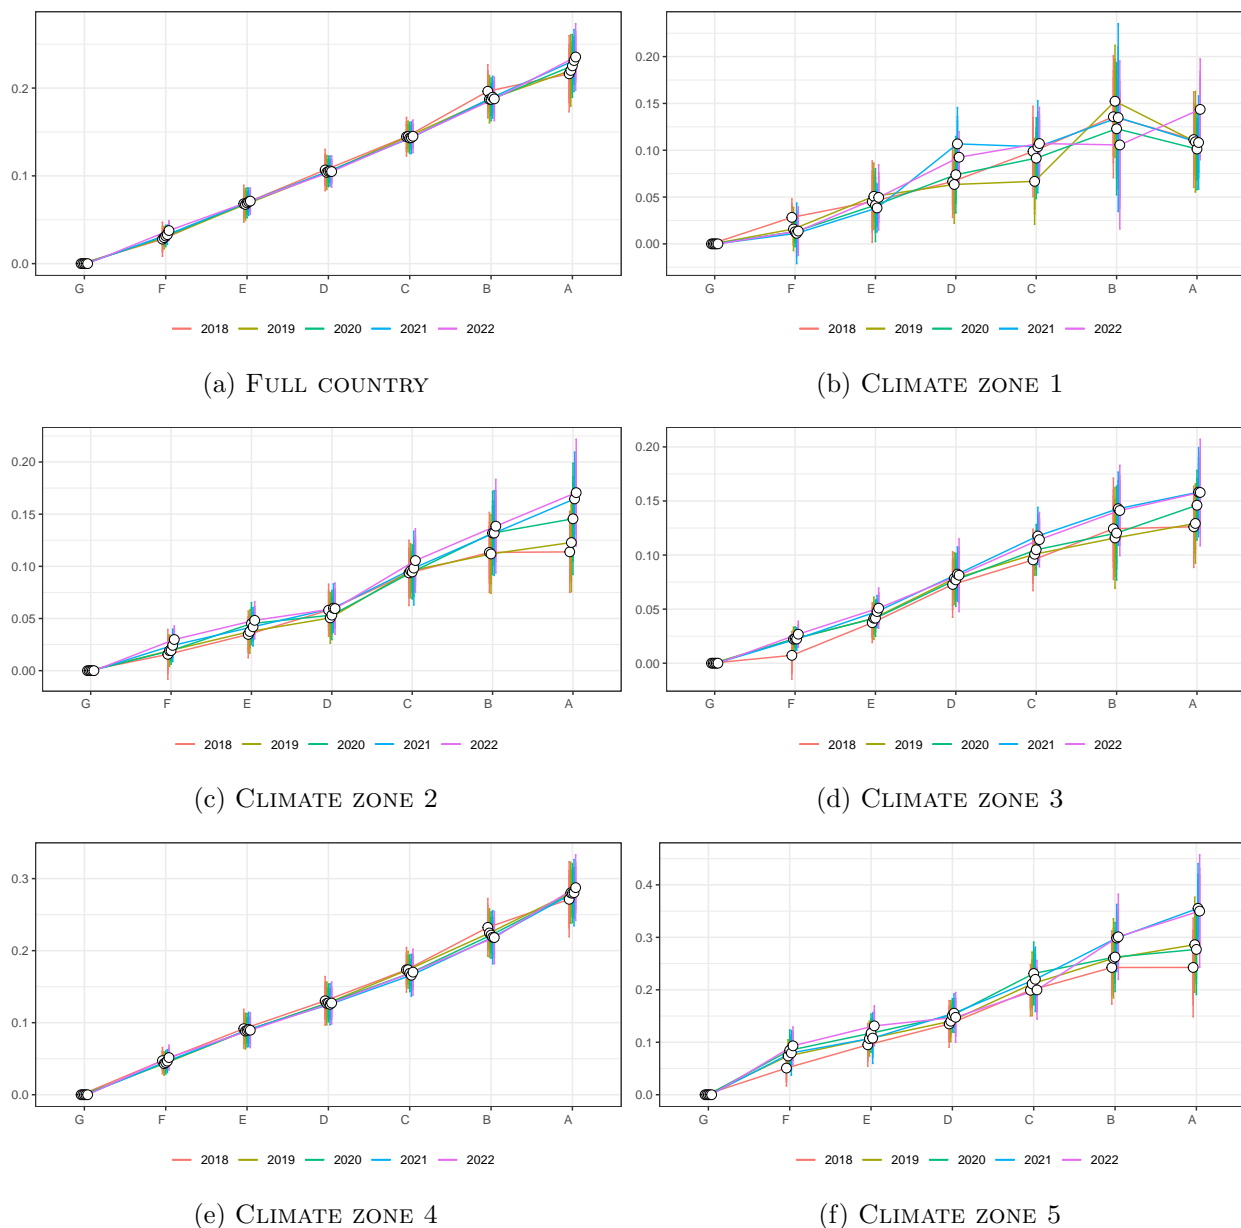 0.2
0.1
0.0
G F E D C B A
2018 2019 2020 2021 2022
(a) Full country
0.20
0.15
0.10
0.05
0.00
G F E D C B A
2018 2019 2020 2021 2022
(b) Climate zone 1
0.20
0.15
0.10
0.05
0.00
G F E D C B A
2018 2019 2020 2021 2022
(c) Climate zone 2
0.20
0.15
0.10
0.05
0.00
G F E D C B A
2018 2019 2020 2021 2022
(d) Climate zone 3
0.3
0.2
0.1
0.0
G F E D C B A
2018 2019 2020 2021 2022
(e) Climate zone 4
0.4
0.3
0.2
0.1
0.0
G F E D C B A
2018 2019 2020 2021 2022
(f) Climate zone 5